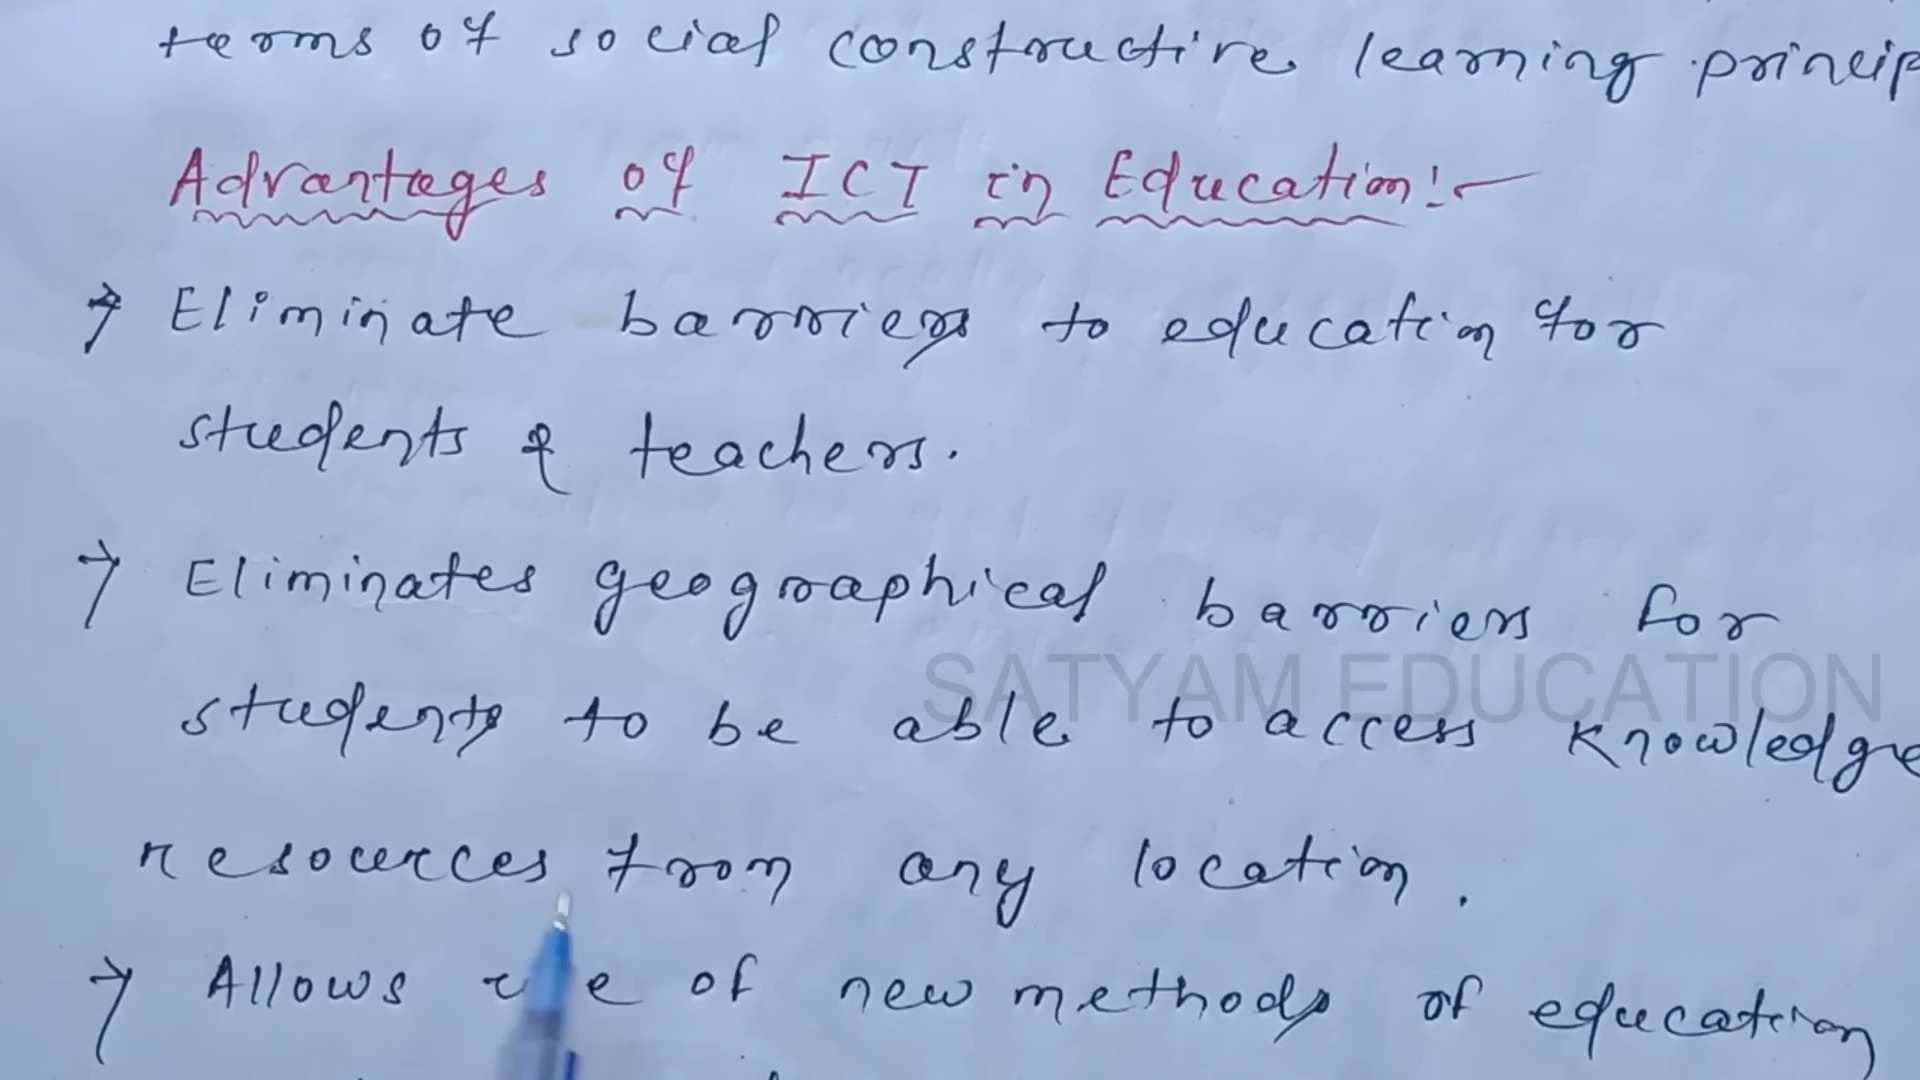 terms of social constructive learning princip
Advantages of ICT in Education:-
→ Eliminate barriers to education for
students & teachers.
→ Eliminates geographical barriers for
SATYAM EDUCATION
students to be able to access knowledge
resources from any location.
→ Allows of new methods of education